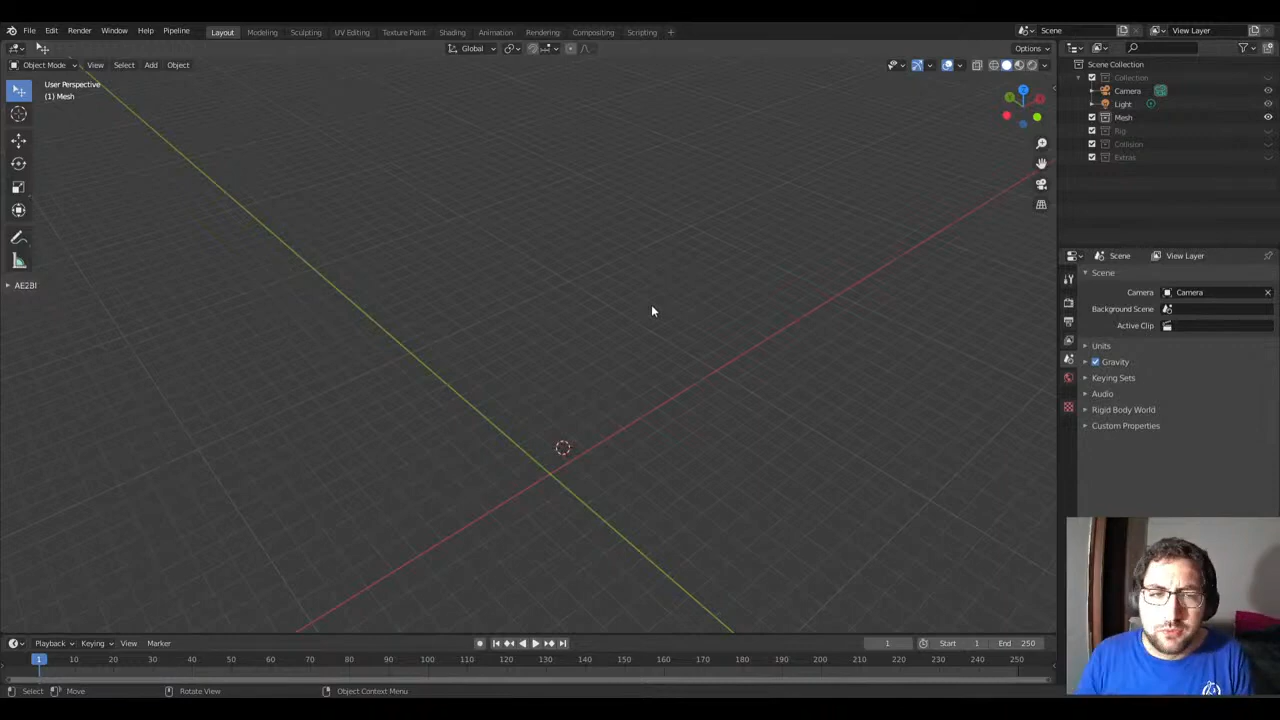 File Edit Render Window Help Pipeline Layout Modeling Sculpting UV Editing Texture Paint Shading Animation Rendering Compositing Scripting + Scene View Layer
Global Options
Object Mode View Select Add Object
User Perspective
(1) Mesh
Scene Collection
Collection
Camera
Light
Mesh
Rig
Collision
Extras
AE2BI
Scene View Layer
Scene
Camera Camera
Background Scene
Active Clip
Units
Gravity
Keying Sets
Audio
Rigid Body World
Custom Properties
Playback Keying View Marker 1 Start 1 End 250
1 10 20 30 40 50 60 70 80 90 100 110 120 130 140 150 160 170 180 190 200 210 220 230 240 250
Select Move Rotate View Object Context Menu